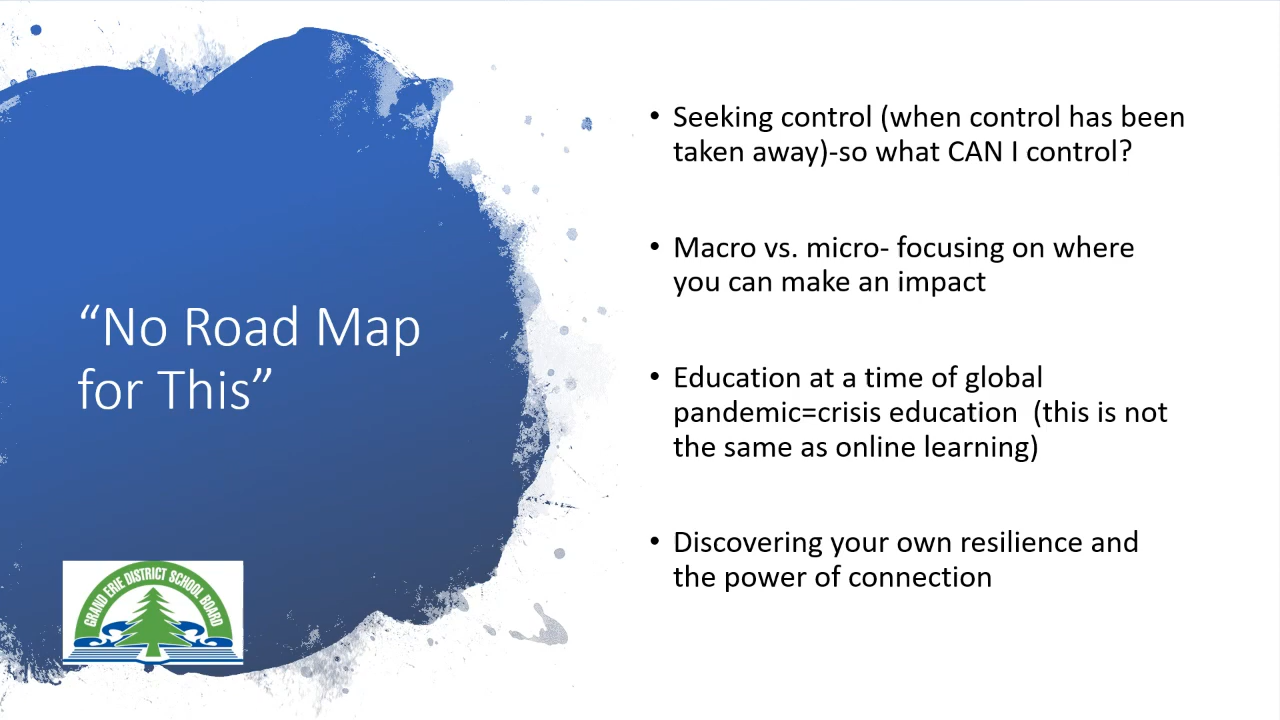 “No Road Map
for This”
GRAND ERIE DISTRICT SCHOOL BOARD
• Seeking control (when control has been
taken away)-so what CAN I control?
• Macro vs. micro- focusing on where
you can make an impact
• Education at a time of global
pandemic=crisis education  (this is not
the same as online learning)
• Discovering your own resilience and
the power of connection